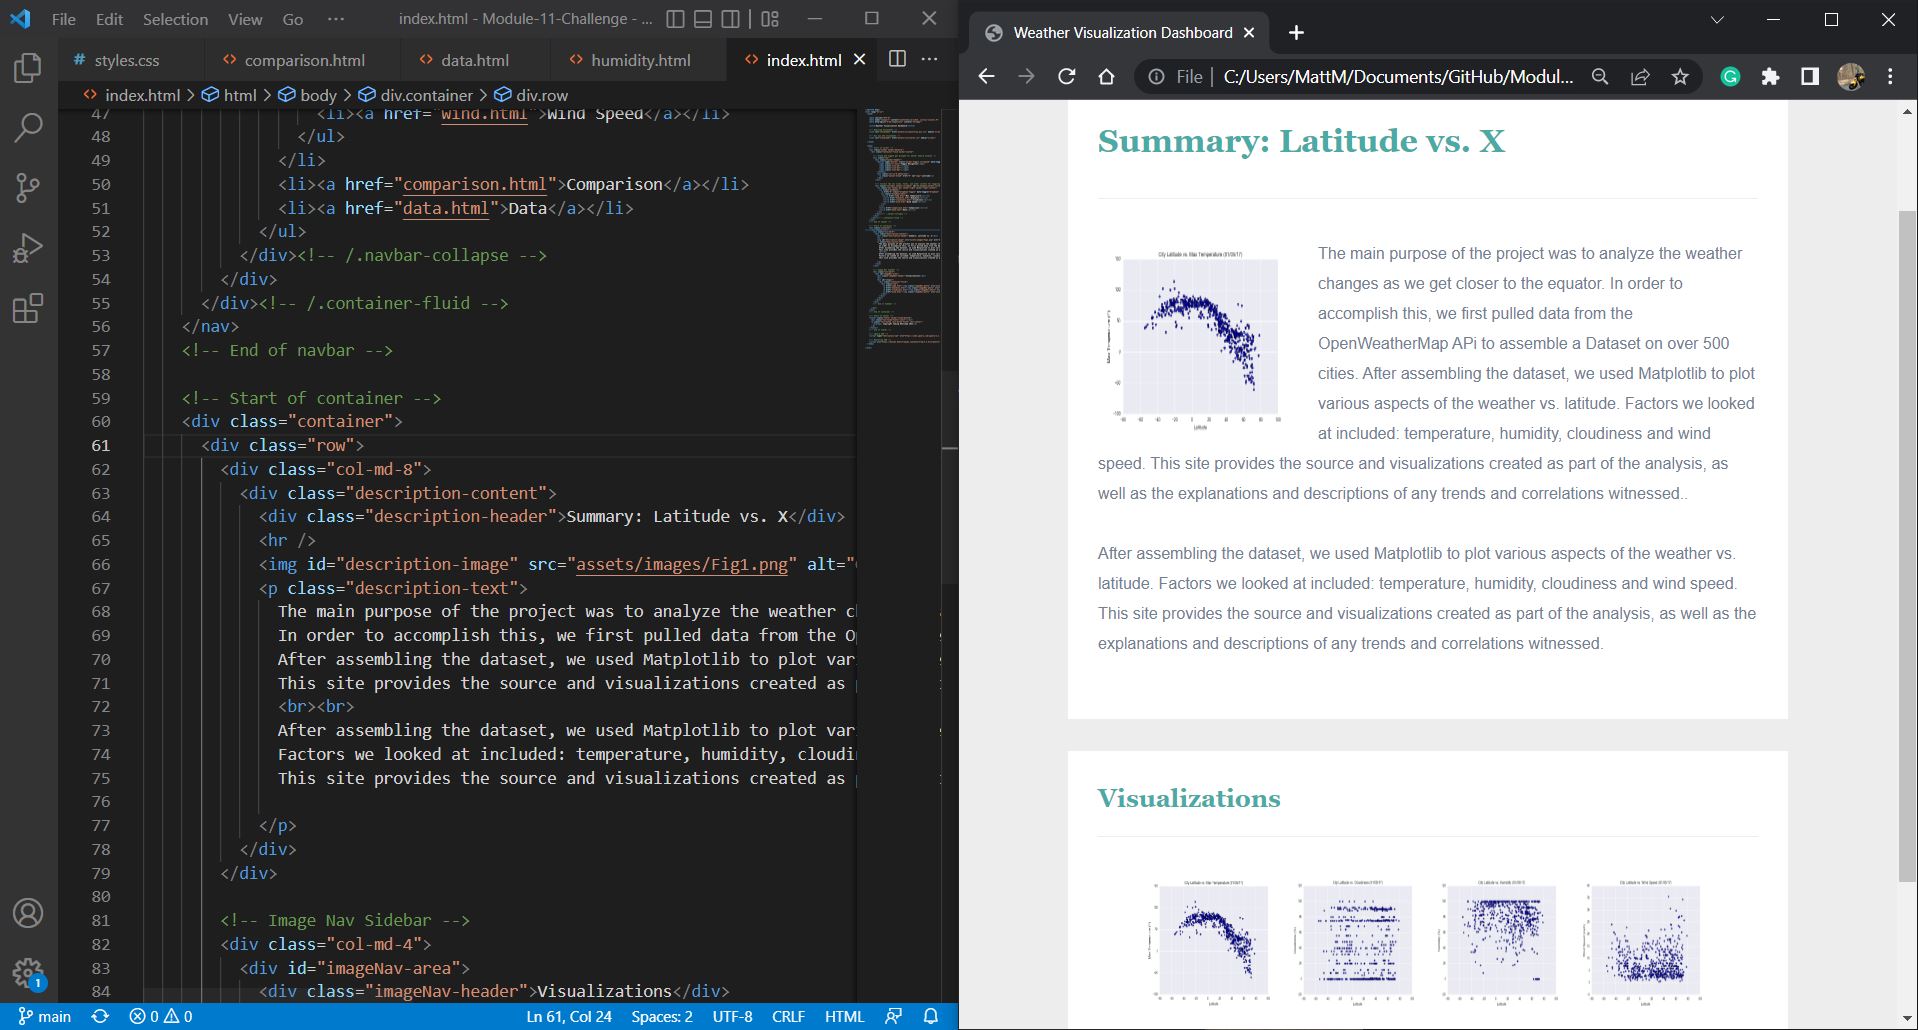 File Edit Selection View Go ··· index.html - Module-11-Challenge - ...
styles.css comparison.html data.html humidity.html index.html
index.html > html > body > div.container > div.row
47 <li><a href="wind.html">Wind Speed</a></li>
48 </ul>
49 </li>
50 <li><a href="comparison.html">Comparison</a></li>
51 <li><a href="data.html">Data</a></li>
52 </ul>
53 </div><!-- /.navbar-collapse -->
54 </div>
55 </div><!-- /.container-fluid -->
56 </nav>
57 <!-- End of navbar -->
58
59 <!-- Start of container -->
60 <div class="container">
61 <div class="row">
62 <div class="col-md-8">
63 <div class="description-content">
64 <div class="description-header">Summary: Latitude vs. X</div>
65 <hr />
66 <img id="description-image" src="assets/images/Fig1.png" alt="
67 <p class="description-text">
68 The main purpose of the project was to analyze the weather c
69 In order to accomplish this, we first pulled data from the O
70 After assembling the dataset, we used Matplotlib to plot var
71 This site provides the source and visualizations created as
72 <br><br>
73 After assembling the dataset, we used Matplotlib to plot var
74 Factors we looked at included: temperature, humidity, cloudi
75 This site provides the source and visualizations created as
76
77 </p>
78 </div>
79 </div>
80
81 <!-- Image Nav Sidebar -->
82 <div class="col-md-4">
83 <div id="imageNav-area">
84 <div class="imageNav-header">Visualizations</div>
1
main 0 0 Ln 61, Col 24 Spaces: 2 UTF-8 CRLF HTML
Weather Visualization Dashboard
File | C:/Users/MattM/Documents/GitHub/Modul...
Summary: Latitude vs. X
City Latitude vs. Max Temperature
Latitude
The main purpose of the project was to analyze the weather
changes as we get closer to the equator. In order to
accomplish this, we first pulled data from the
OpenWeatherMap APi to assemble a Dataset on over 500
cities. After assembling the dataset, we used Matplotlib to plot
various aspects of the weather vs. latitude. Factors we looked
at included: temperature, humidity, cloudiness and wind
speed. This site provides the source and visualizations created as part of the analysis, as
well as the explanations and descriptions of any trends and correlations witnessed..
After assembling the dataset, we used Matplotlib to plot various aspects of the weather vs.
latitude. Factors we looked at included: temperature, humidity, cloudiness and wind speed.
This site provides the source and visualizations created as part of the analysis, as well as the
explanations and descriptions of any trends and correlations witnessed.
Visualizations